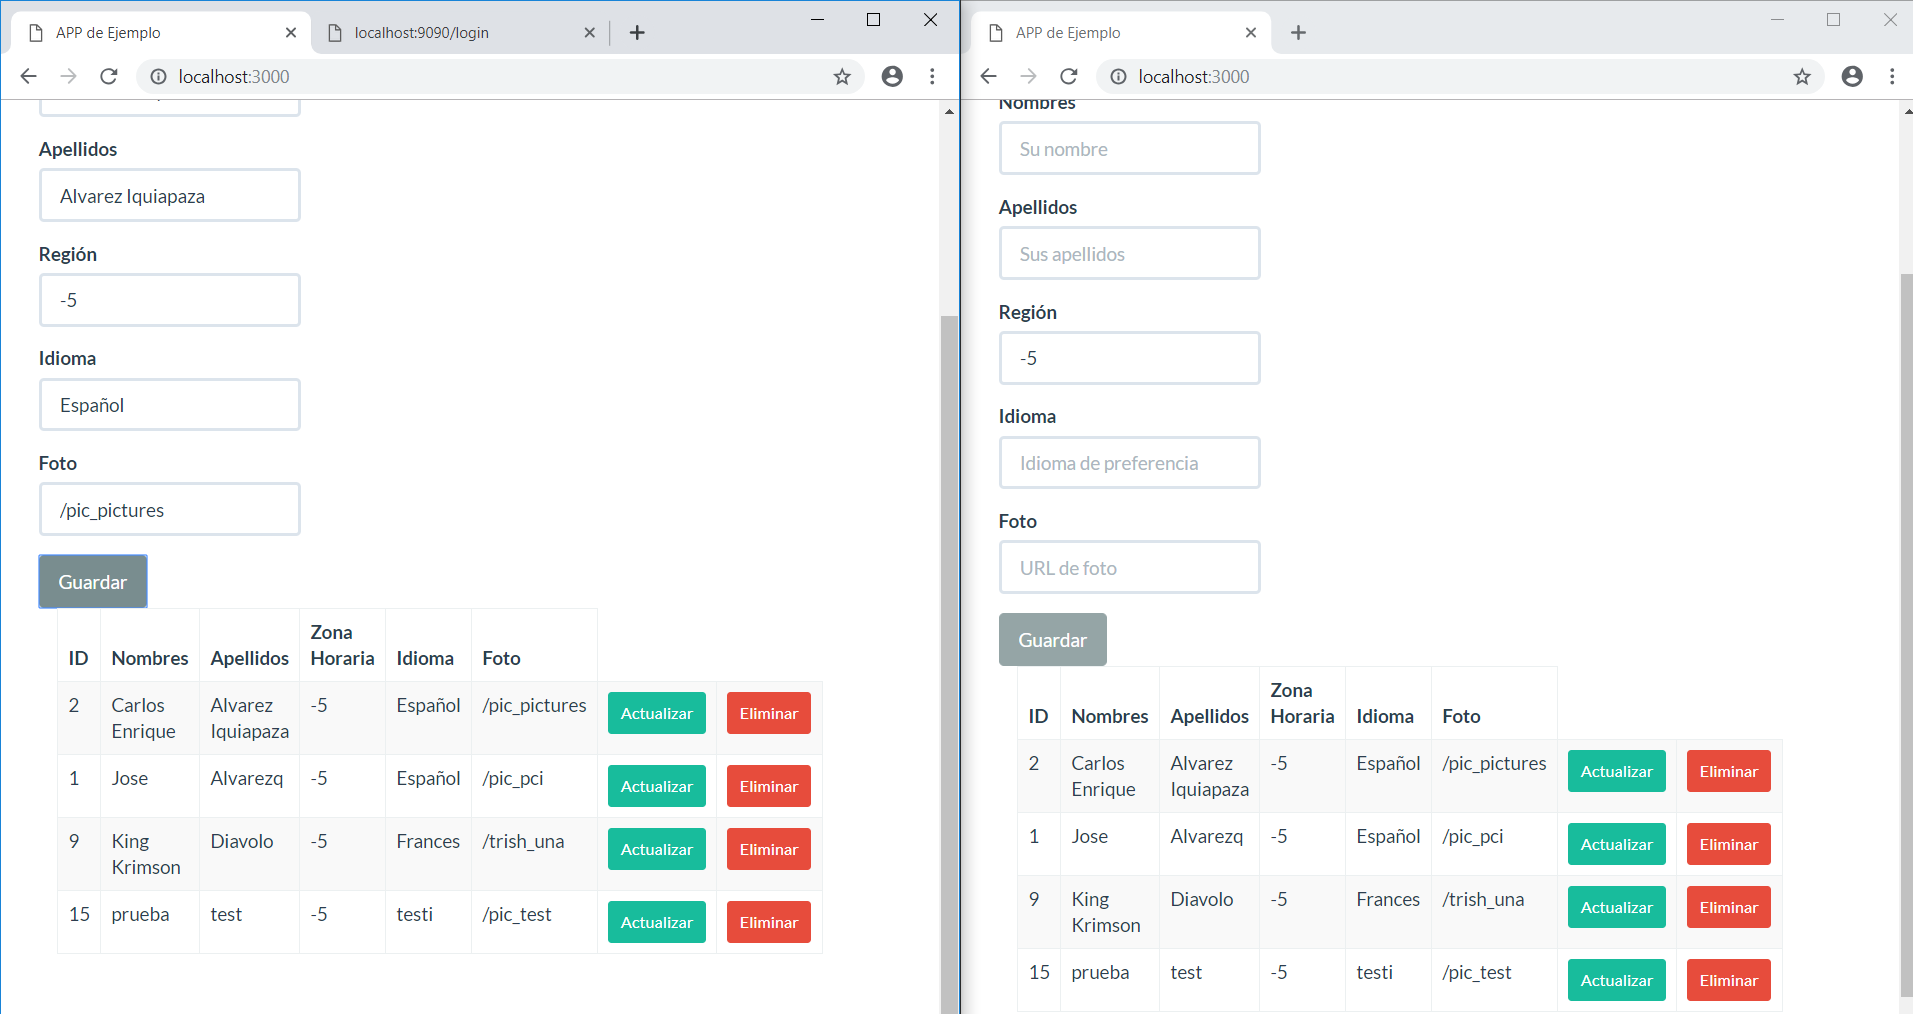 APP de Ejemplo
localhost:9090/login
localhost:3000
Apellidos
Alvarez Iquiapaza
Región
-5
Idioma
Español
Foto
/pic_pictures
Guardar
ID Nombres Apellidos Zona Horaria Idioma Foto
2 Carlos Enrique Alvarez Iquiapaza -5 Español /pic_pictures Actualizar Eliminar
1 Jose Alvarezq -5 Español /pic_pci Actualizar Eliminar
9 King Krimson Diavolo -5 Frances /trish_una Actualizar Eliminar
15 prueba test -5 testi /pic_test Actualizar Eliminar
APP de Ejemplo
localhost:3000
Nombres
Su nombre
Apellidos
Sus apellidos
Región
-5
Idioma
Idioma de preferencia
Foto
URL de foto
Guardar
ID Nombres Apellidos Zona Horaria Idioma Foto
2 Carlos Enrique Alvarez Iquiapaza -5 Español /pic_pictures Actualizar Eliminar
1 Jose Alvarezq -5 Español /pic_pci Actualizar Eliminar
9 King Krimson Diavolo -5 Frances /trish_una Actualizar Eliminar
15 prueba test -5 testi /pic_test Actualizar Eliminar